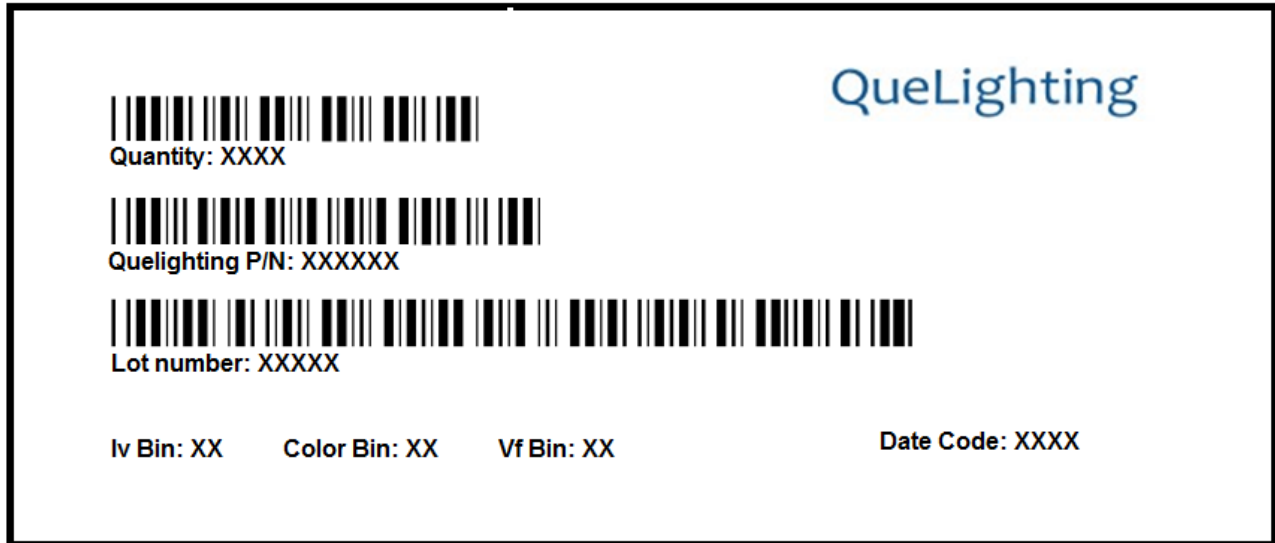 QueLighting
Quantity: XXXX
Quelighting P/N: XXXXXX
Lot number: XXXXX
Iv Bin: XX Color Bin: XX Vf Bin: XX Date Code: XXXX